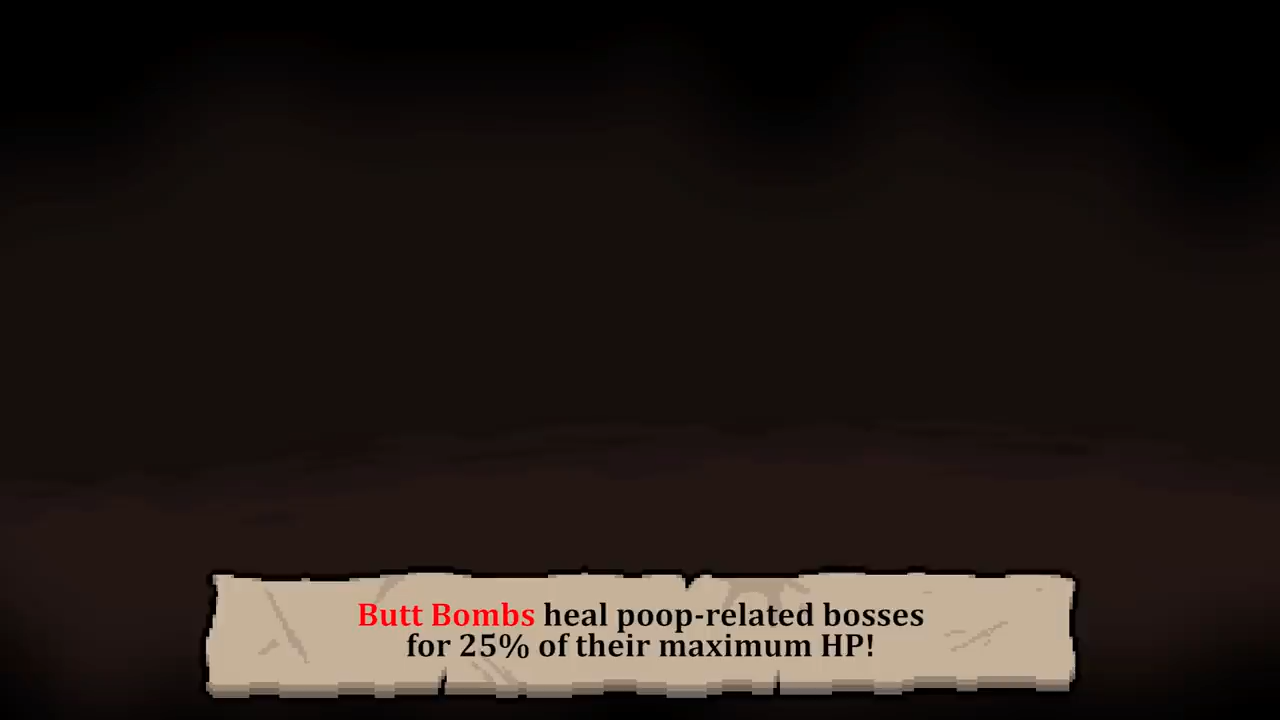 Butt Bombs heal poop-related bosses
for 25% of their maximum HP!